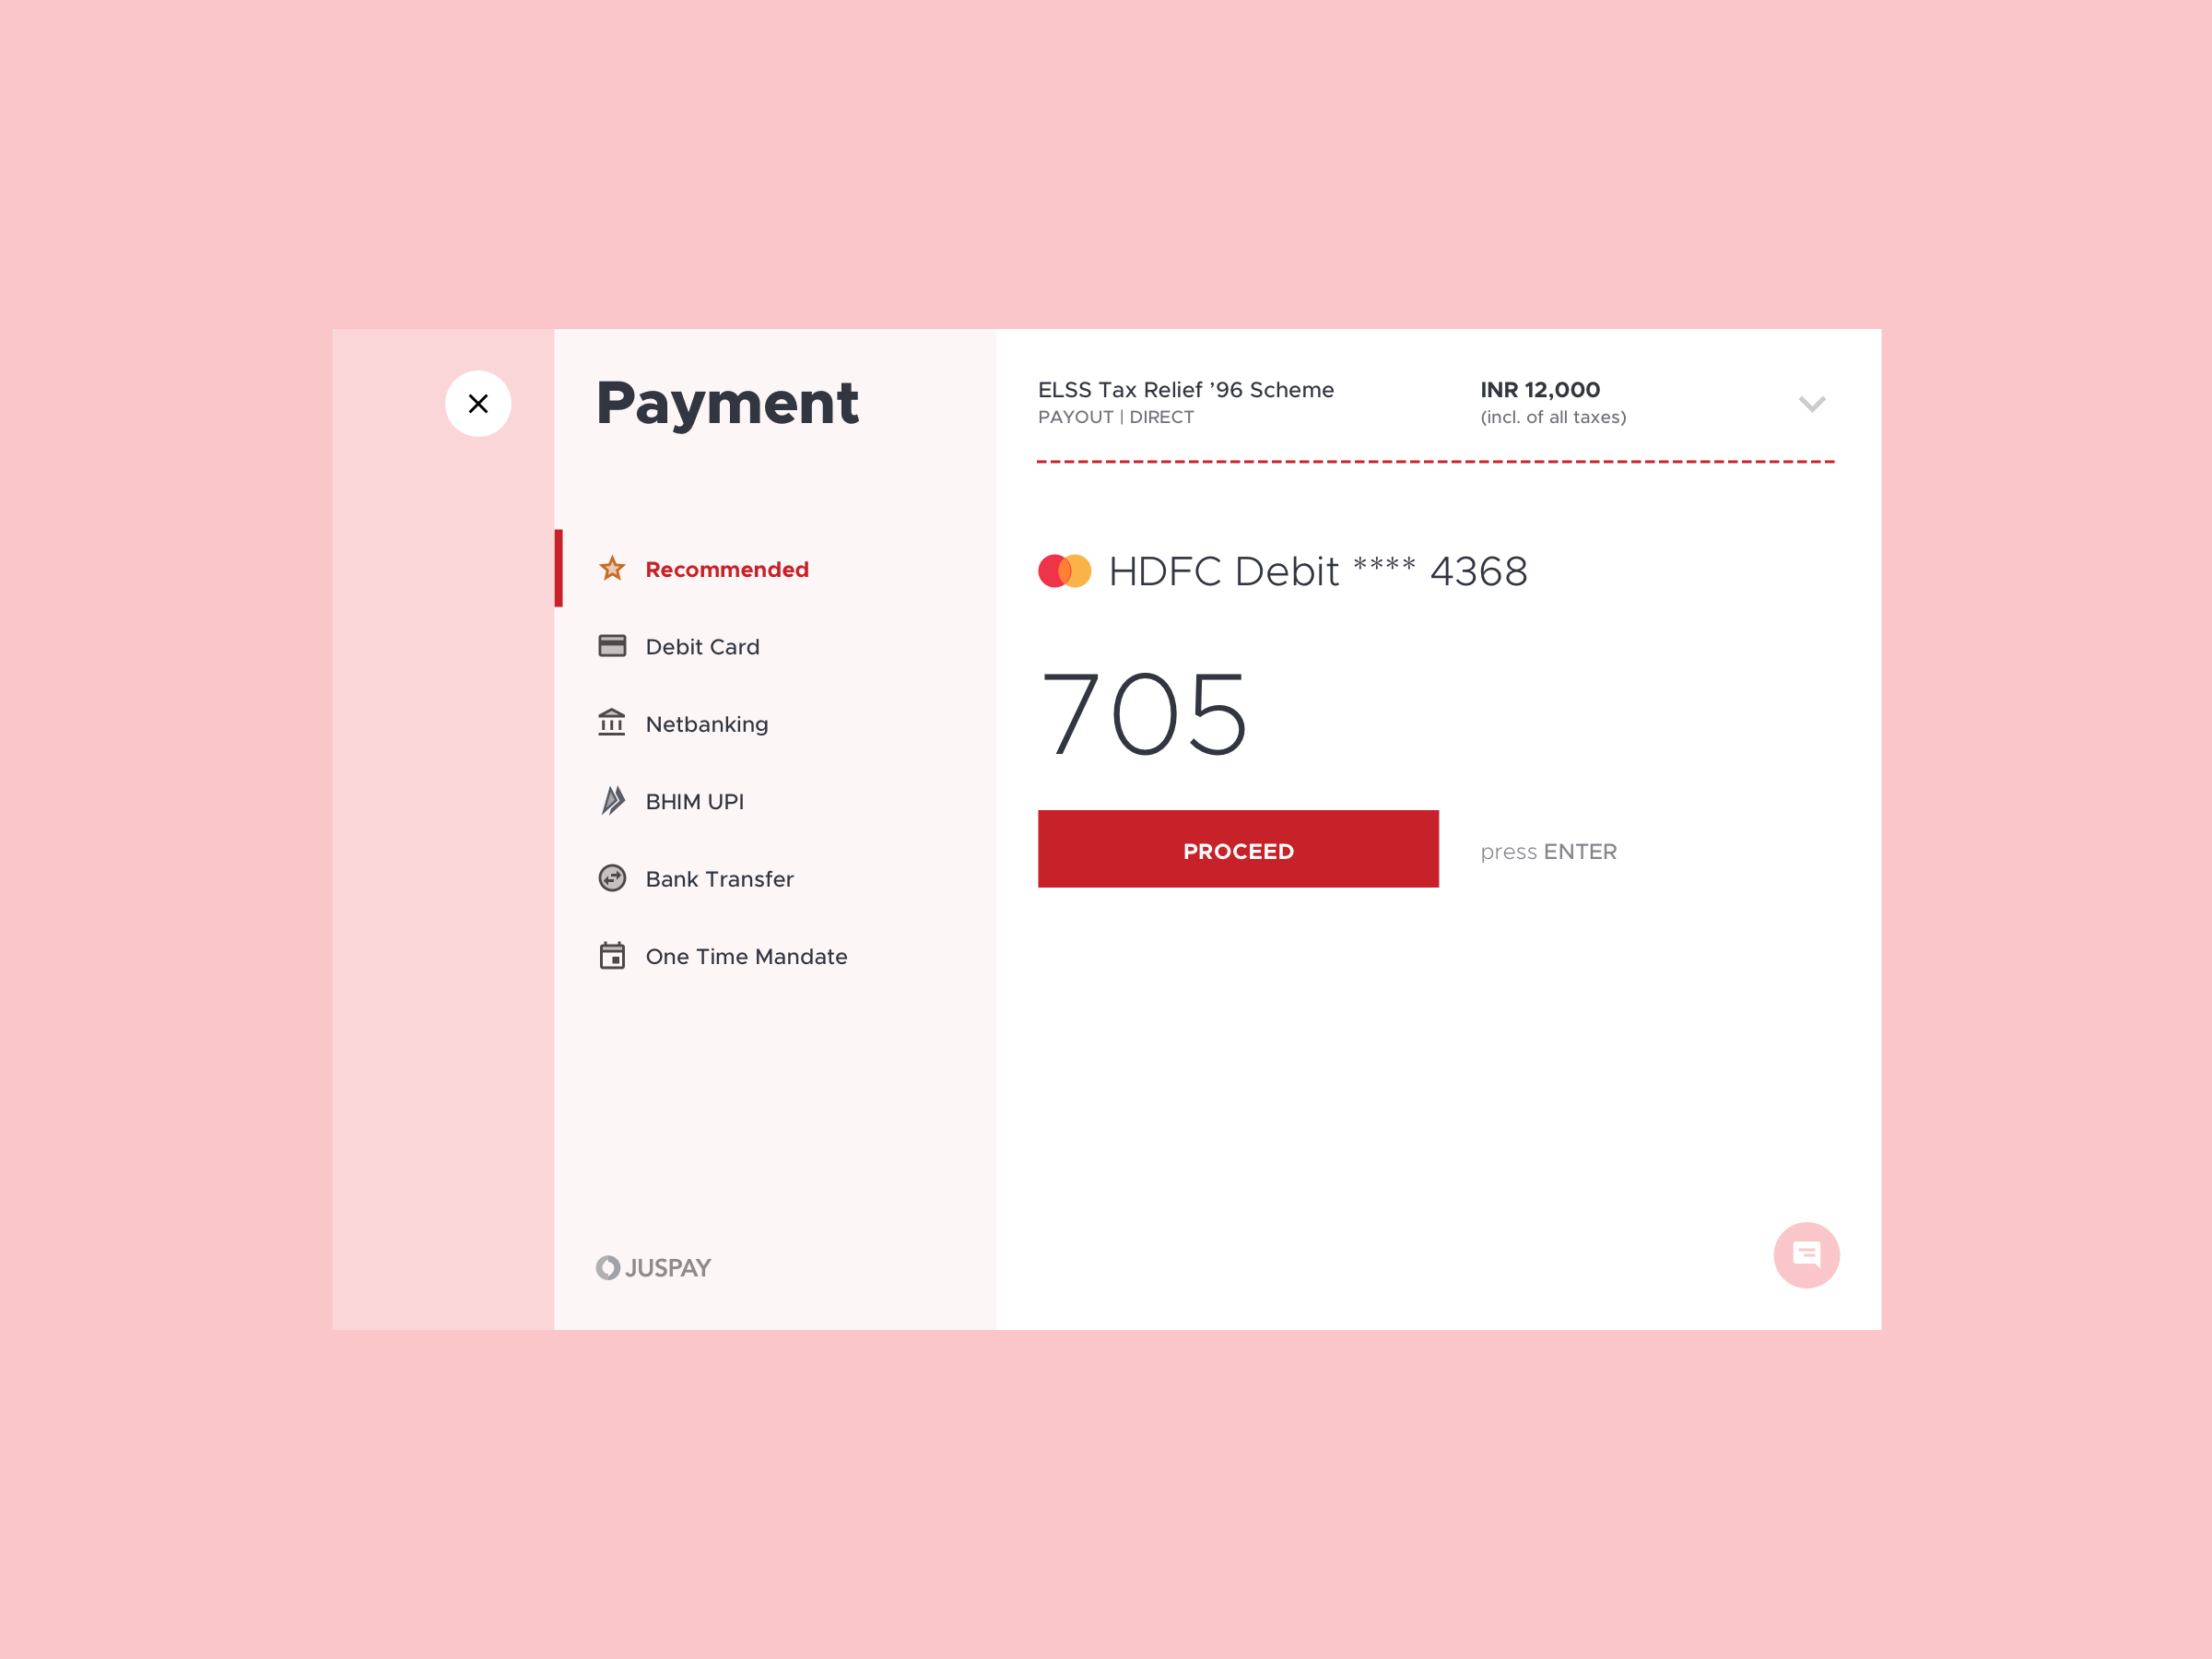 Payment
Recommended
Debit Card
Netbanking
BHIM UPI
Bank Transfer
One Time Mandate
JUSPAY
ELSS Tax Relief ’96 Scheme
PAYOUT | DIRECT
INR 12,000
(incl. of all taxes)
HDFC Debit **** 4368
705
PROCEED
press ENTER